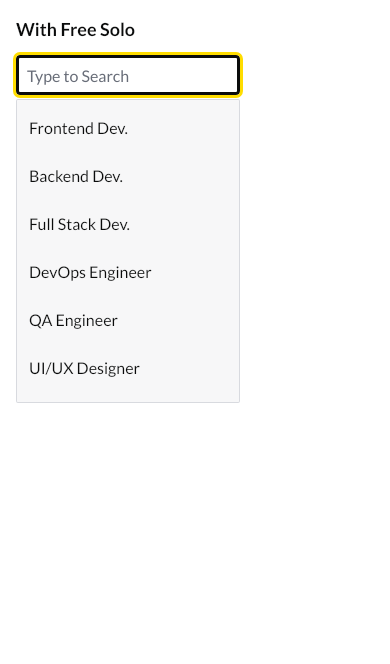 With Free Solo
Type to Search
Frontend Dev.
Backend Dev.
Full Stack Dev.
DevOps Engineer
QA Engineer
UI/UX Designer